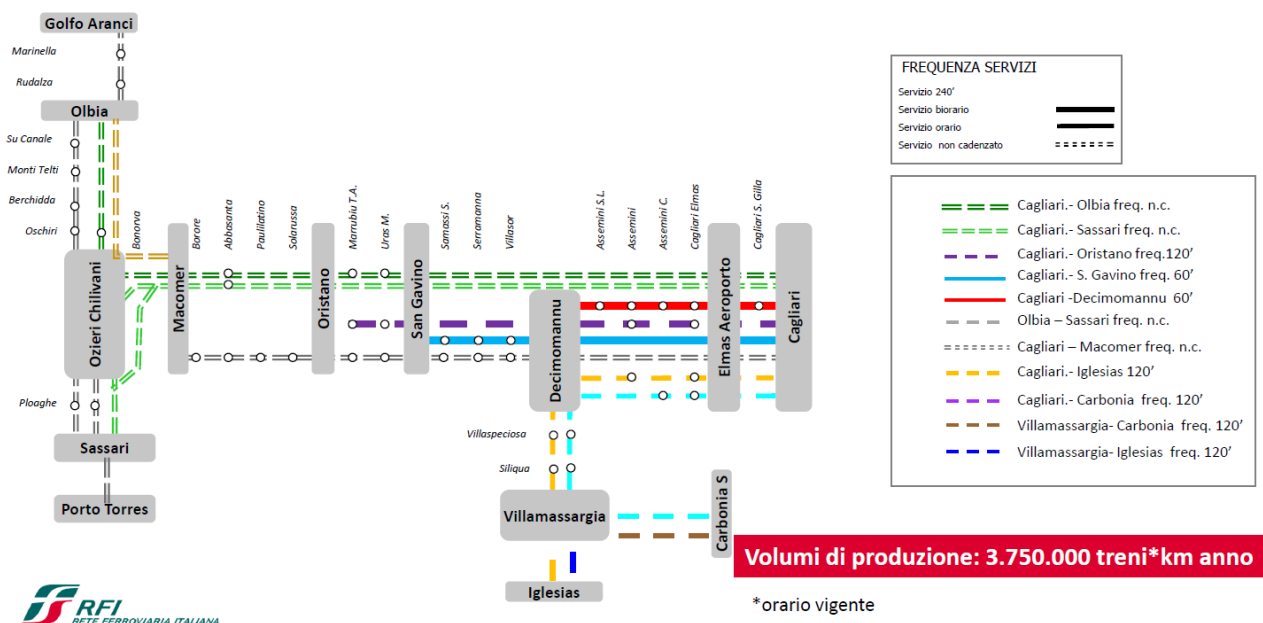 Golfo Aranci
Marinella
Rudalza
Olbia
Su Canale
Monti Telti
Berchidda
Oschiri
Ozieri Chilivani
Bonorva
Macomer
Borore
Abbasanta
Paulilatino
Solarussa
Oristano
Marrubiu T.A.
Uras M.
San Gavino
Samassi S.
Serramanna
Villasor
Decimomannu
Assemini S.L.
Assemini
Assemini C.
Cagliari Elmas
Elmas Aeroporto
Cagliari S. Gilla
Cagliari
Ploaghe
Sassari
Porto Torres
Villaspeciosa
Siliqua
Villamassargia
Carbonia S
Iglesias
FREQUENZA SERVIZI
Servizio 240'
Servizio biorario
Servizio orario
Servizio non cadenzato
Cagliari.- Olbia freq. n.c.
Cagliari.- Sassari freq. n.c.
Cagliari.- Oristano freq.120'
Cagliari.- S. Gavino freq. 60'
Cagliari -Decimomannu 60'
Olbia – Sassari freq. n.c.
Cagliari – Macomer freq. n.c.
Cagliari.- Iglesias 120'
Cagliari.- Carbonia freq. 120'
Villamassargia- Carbonia freq. 120'
Villamassargia- Iglesias freq. 120'
Volumi di produzione: 3.750.000 treni*km anno
*orario vigente
RFI
RETE FERROVIARIA ITALIANA